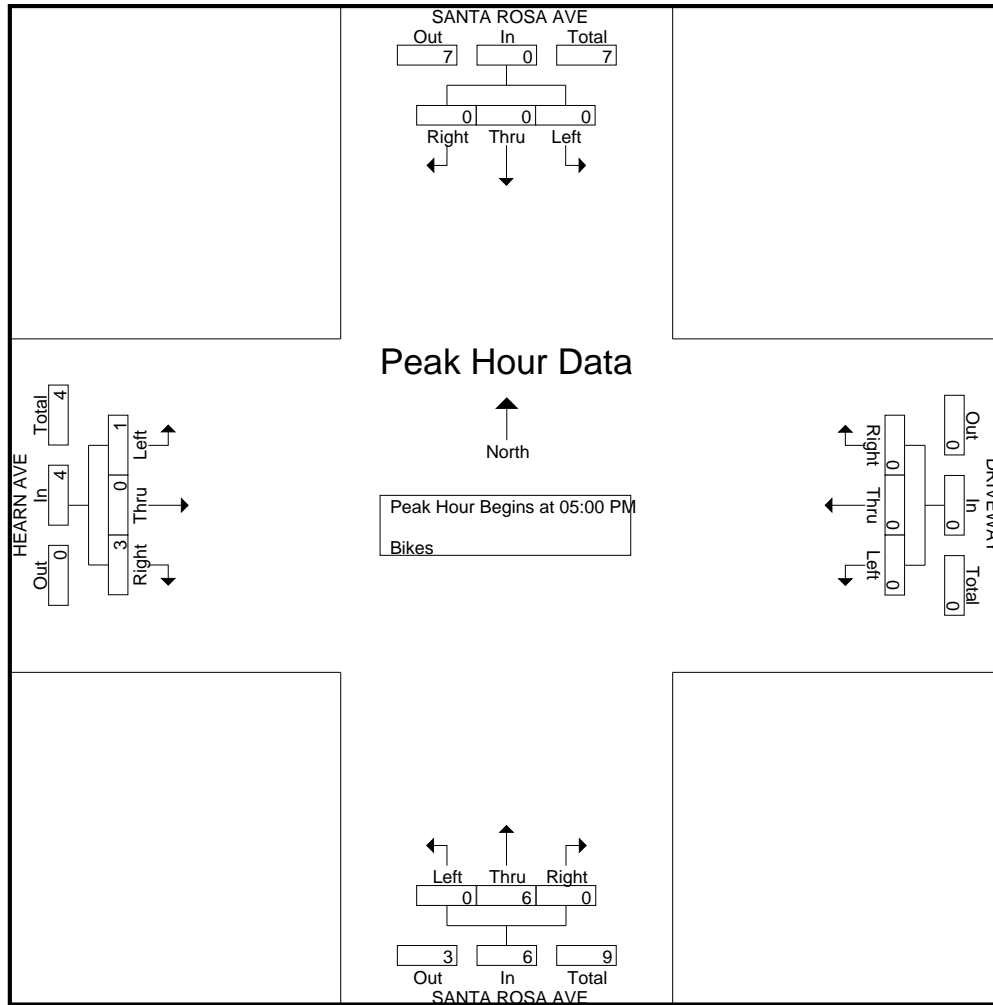 SANTA ROSA AVE
Out In Total
7 0 7
0 0 0
Right Thru Left
Peak Hour Data
North
Peak Hour Begins at 05:00 PM
Bikes
HEARN AVE
Out In Total
0 4 4
3 0 1
Right Thru Left
DRIVEWAY
Out In Total
0 0 0
0 0 0
Right Thru Left
Left Thru Right
0 6 0
3 6 9
Out In Total
SANTA ROSA AVE